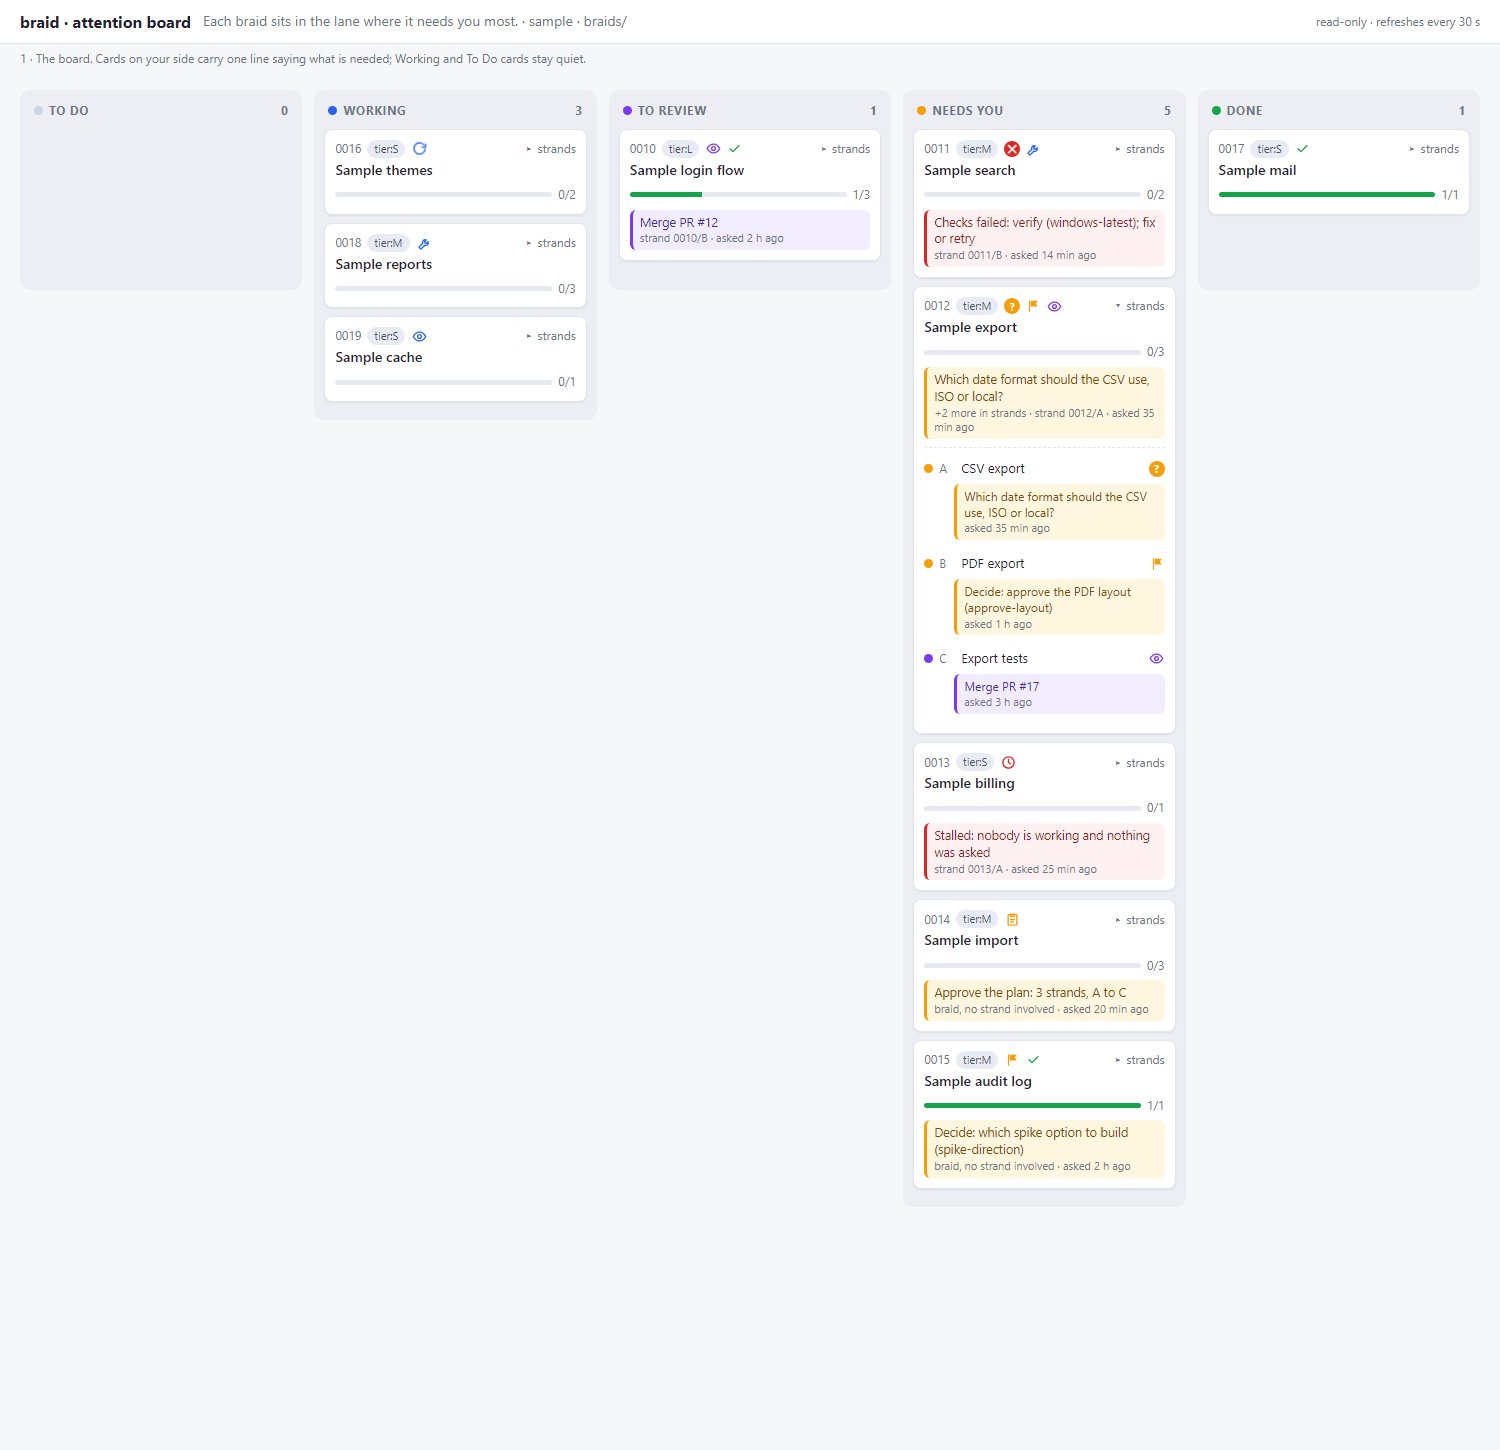 braid · attention board Each braid sits in the lane where it needs you most. · sample · braids/ read-only · refreshes every 30 s
1 · The board. Cards on your side carry one line saying what is needed; Working and To Do cards stay quiet.
TO DO 0
WORKING 3
0016 tier:S ▸ strands
Sample themes
0/2
0018 tier:M
Sample reports
0/3
0019 tier:S ▸ strands
Sample cache
0/1
TO REVIEW 1
0010 tier:L ▸ strands
Sample login flow
1/3
Merge PR #12
strand 0010/B · asked 2 h ago
NEEDS YOU 5
0011 tier:M ▸ strands
Sample search
0/2
Checks failed: verify (windows-latest); fix
or retry
strand 0011/B · asked 14 min ago
0012 tier:M ? ▾ strands
Sample export
0/3
Which date format should the CSV use,
ISO or local?
+2 more in strands · strand 0012/A · asked 35
min ago
A CSV export ?
Which date format should the CSV
use, ISO or local?
asked 35 min ago
B PDF export
Decide: approve the PDF layout
(approve-layout)
asked 1 h ago
C Export tests
Merge PR #17
asked 3 h ago
0013 tier:S ▸ strands
Sample billing
0/1
Stalled: nobody is working and nothing
was asked
strand 0013/A · asked 25 min ago
0014 tier:M ▸ strands
Sample import
0/3
Approve the plan: 3 strands, A to C
braid, no strand involved · asked 20 min ago
0015 tier:M ▸ strands
Sample audit log
1/1
Decide: which spike option to build
(spike-direction)
braid, no strand involved · asked 2 h ago
DONE 1
0017 tier:S ▸ strands
Sample mail
1/1